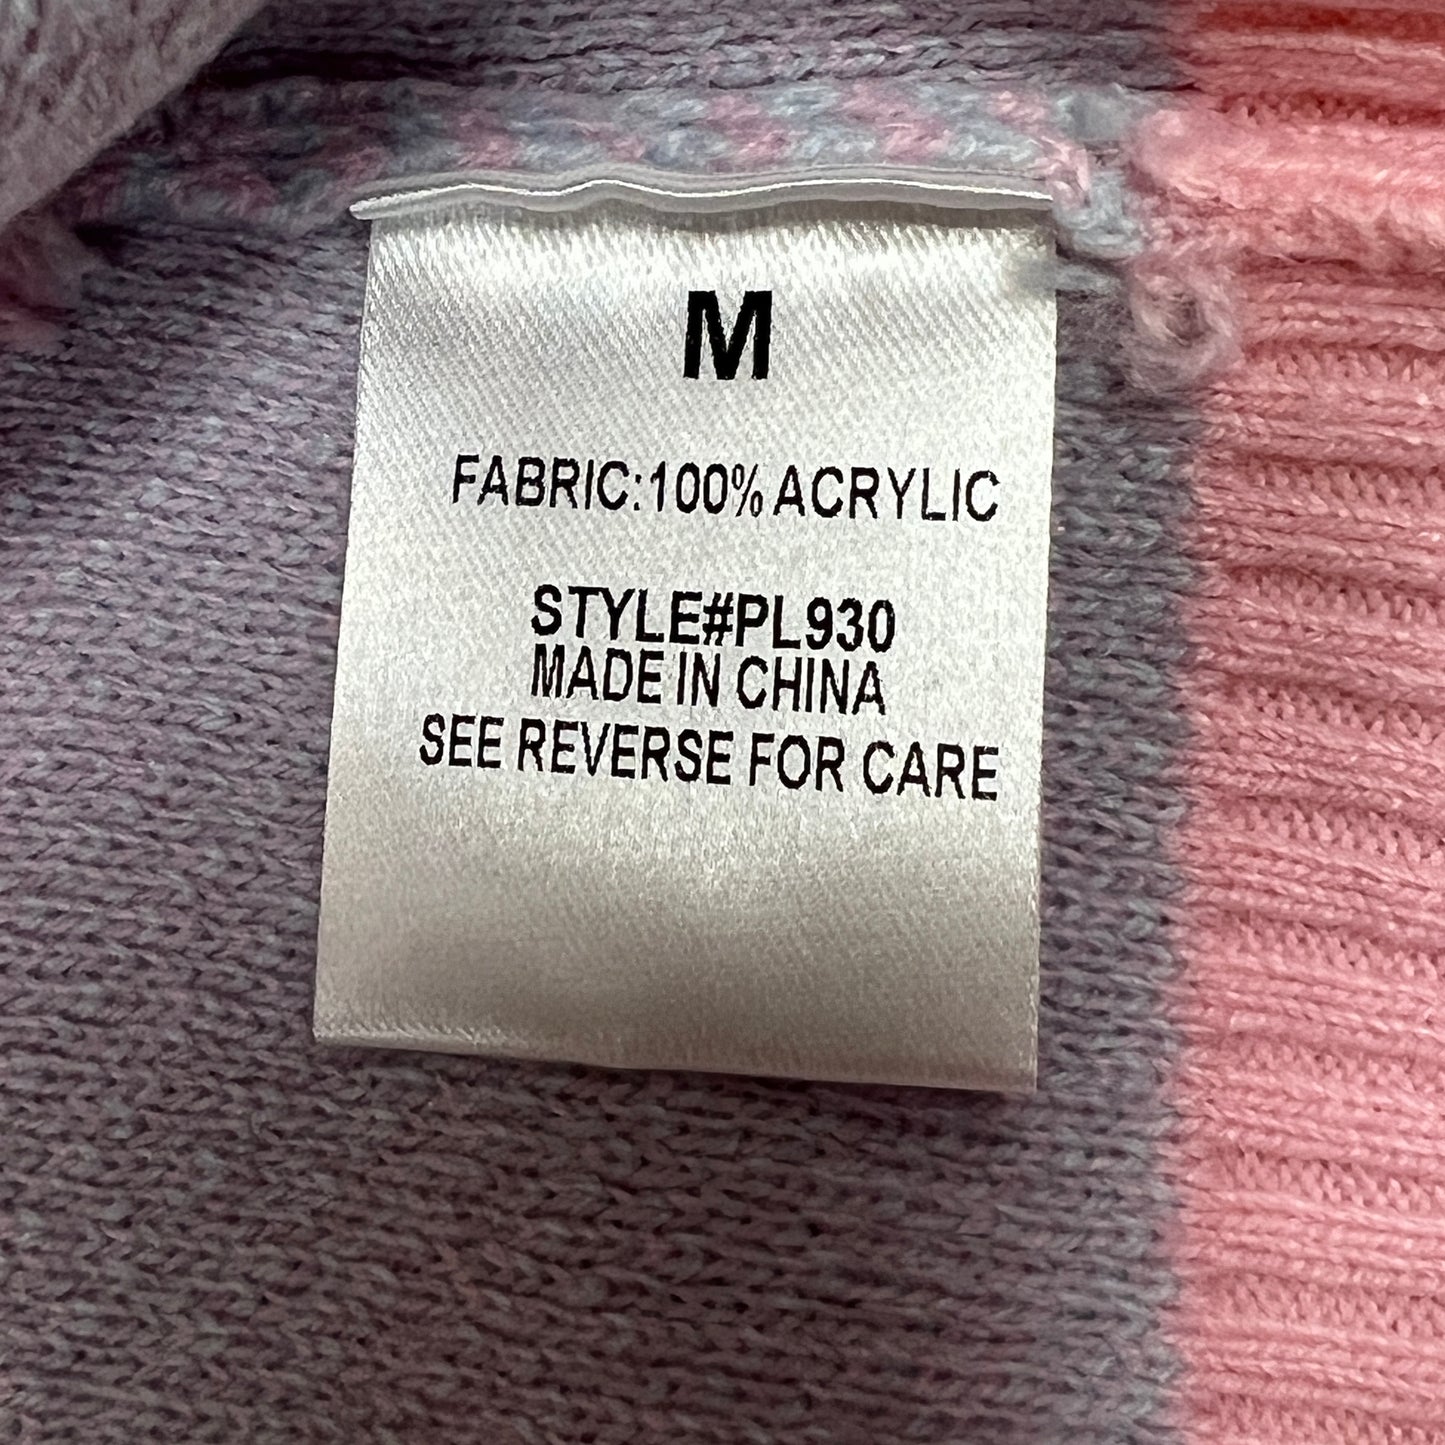 M
FABRIC:100% ACRYLIC
STYLE#PL930
MADE IN CHINA
SEE REVERSE FOR CARE